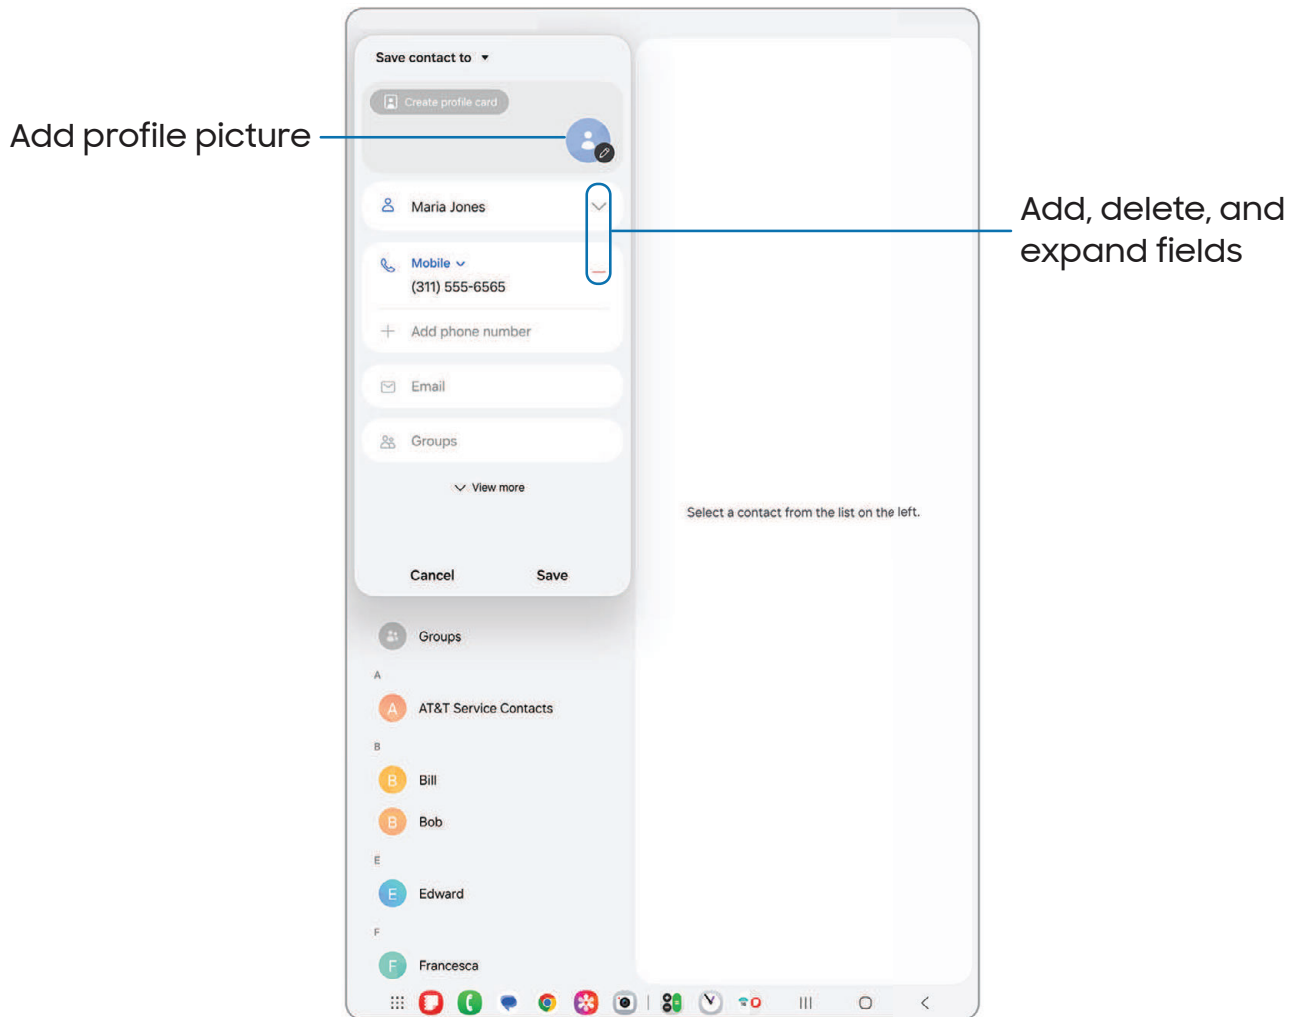 Save contact to
Create profile card
Add profile picture
Maria Jones
Add, delete, and
expand fields
Mobile
(311) 555-6565
Add phone number
Email
Groups
View more
Select a contact from the list on the left.
Cancel
Save
Groups
A
A
AT&T Service Contacts
B
B
Bill
B
Bob
E
E
Edward
F
F
Francesca